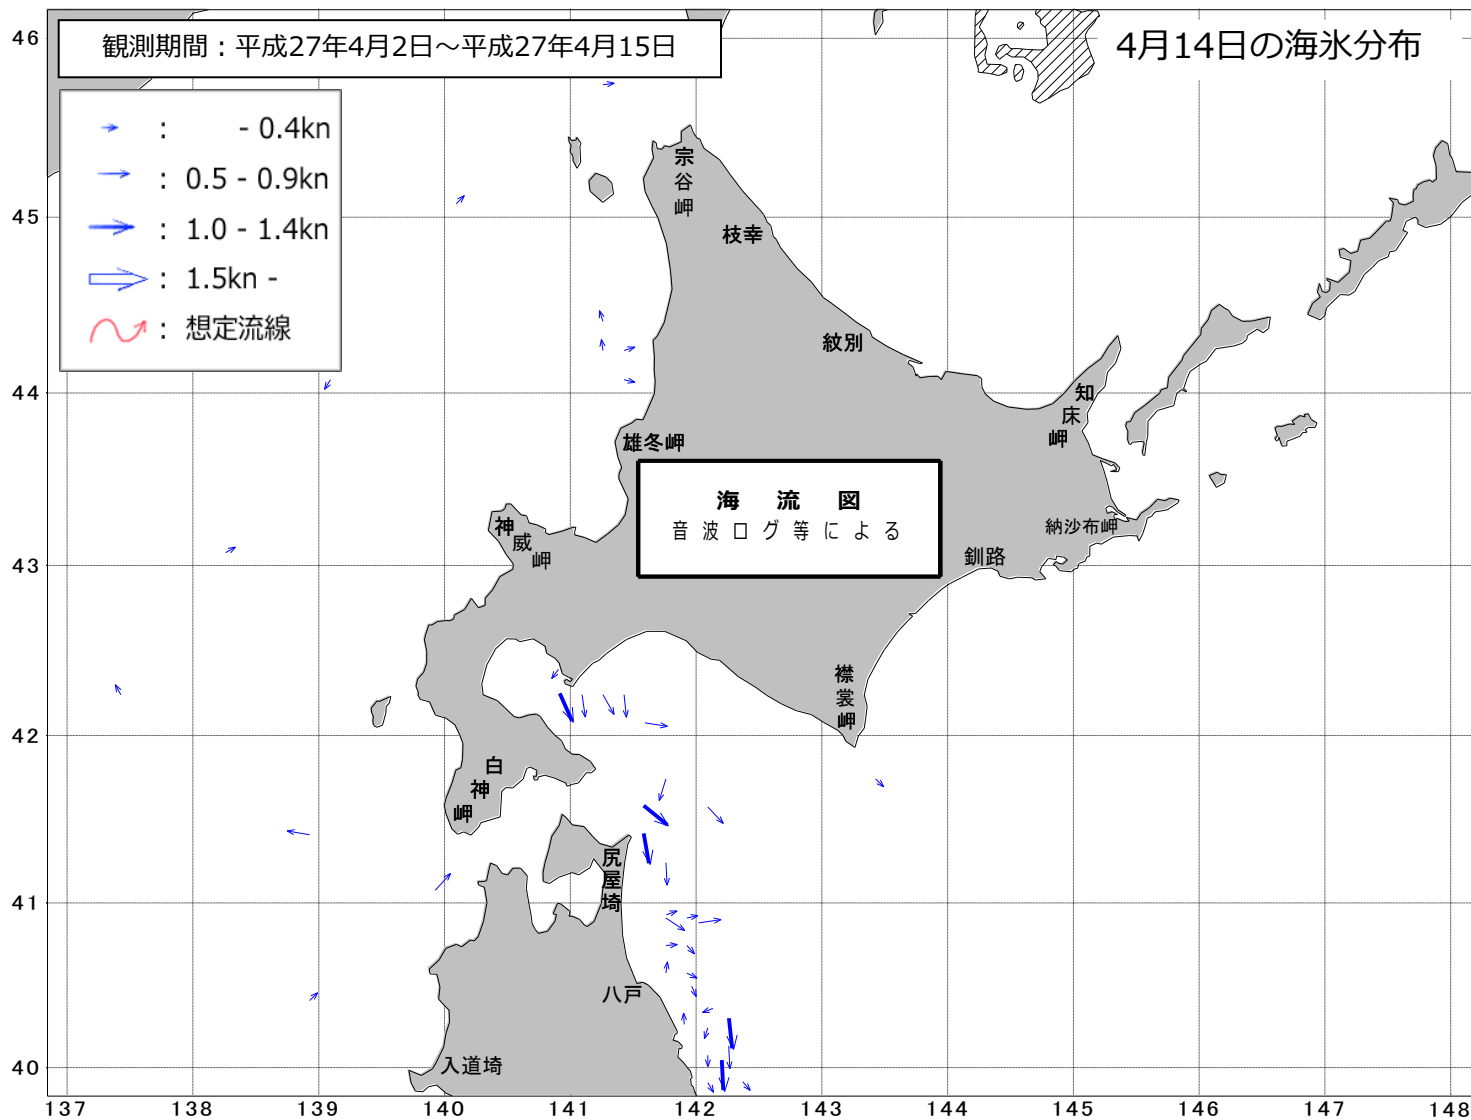 観測期間：平成27年4月2日～平成27年4月15日
4月14日の海氷分布
： - 0.4kn
： 0.5 - 0.9kn
： 1.0 - 1.4kn
： 1.5kn -
： 想定流線
宗谷岬
枝幸
紋別
知床岬
雄冬岬
海 流 図
音 波 ロ グ 等 に よ る
神威岬
納沙布岬
釧路
襟裳岬
白神岬
尻屋埼
八戸
入道埼
46
45
44
43
42
41
40
137 138 139 140 141 142 143 144 145 146 147 148